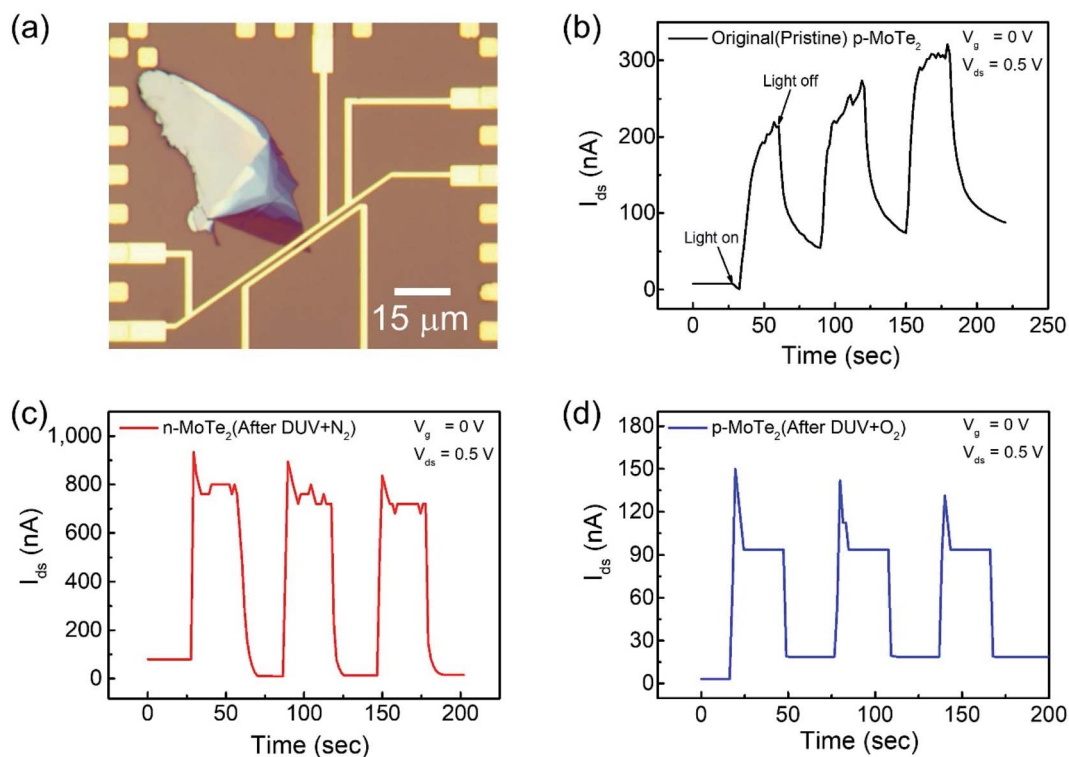 (a)
15 μm
(b)
Original(Pristine) p-MoTe2
Vg = 0 V
Vds = 0.5 V
Light off
Light on
Ids (nA)
300
200
100
0
0 50 100 150 200 250
Time (sec)
(c)
n-MoTe2(After DUV+N2)
Vg = 0 V
Vds = 0.5 V
Ids (nA)
1,000
800
600
400
200
0
0 50 100 150 200
Time (sec)
(d)
p-MoTe2(After DUV+O2)
Vg = 0 V
Vds = 0.5 V
Ids (nA)
180
150
120
90
60
30
0
0 50 100 150 200
Time (sec)